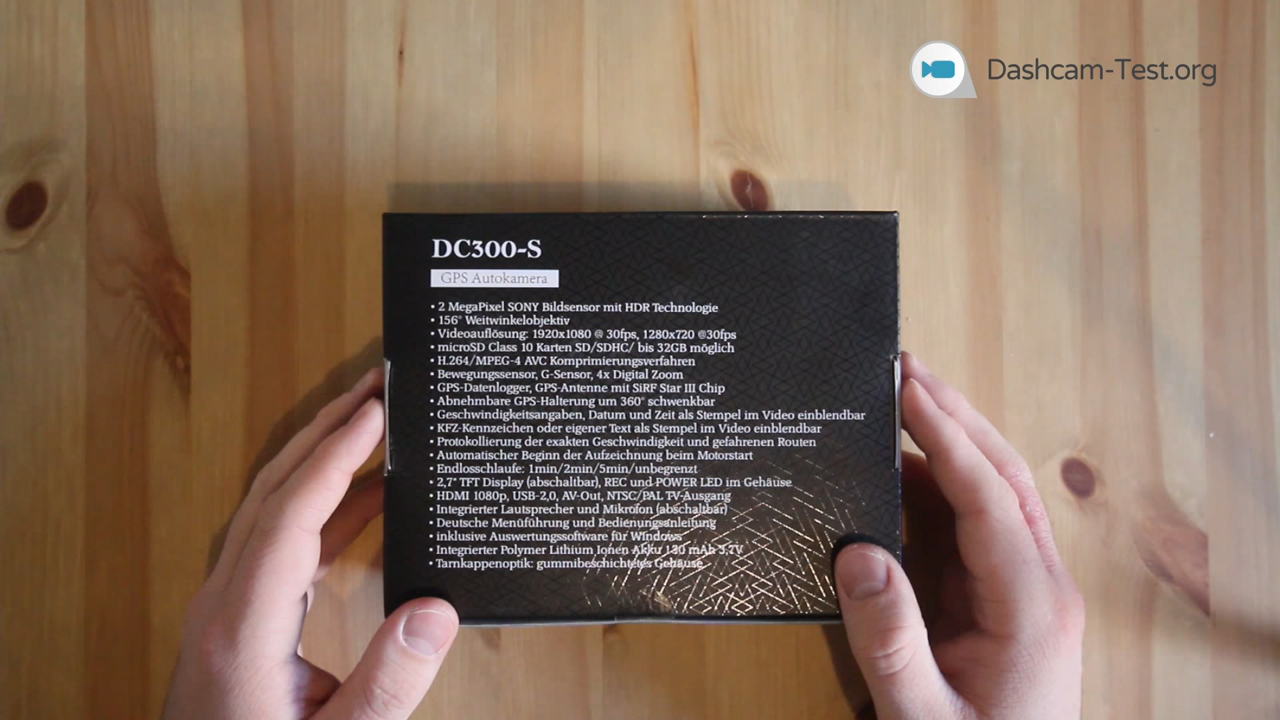 Dashcam-Test.org
DC300-S
GPS Autokamera
• 2 MegaPixel SONY Bildsensor mit HDR Technologie
• 156° Weitwinkelobjektiv
• Videoauflösung: 1920x1080 @ 30fps, 1280x720 @30fps
• microSD Class 10 Karten SD/SDHC/ bis 32GB möglich
• H.264/MPEG-4 AVC Komprimierungsverfahren
• Bewegungssensor, G-Sensor, 4x Digital Zoom
• GPS-Datenlogger, GPS-Antenne mit SiRF Star III Chip
• Abnehmbare GPS-Halterung um 360° schwenkbar
• Geschwindigkeitsangaben, Datum und Zeit als Stempel im Video einblendbar
• KFZ-Kennzeichen oder eigener Text als Stempel im Video einblendbar
• Protokollierung der exakten Geschwindigkeit und gefahrenen Routen
• Automatischer Beginn der Aufzeichnung beim Motorstart
• Endlosschlaufe: 1min/2min/5min/unbegrenzt
• 2,7" TFT Display (abschaltbar), REC und POWER LED im Gehäuse
• HDMI 1080p, USB-2,0, AV-Out, NTSC/PAL TV-Ausgang
• Integrierter Lautsprecher und Mikrofon (abschaltbar)
• Deutsche Menüführung und Bedienungsanleitung
• inklusive Auswertungssoftware für Windows
• Integrierter Polymer Lithium Ionen Akku 130 mAh 3,7V
• Tarnkappenoptik: gummibeschichtetes Gehäuse